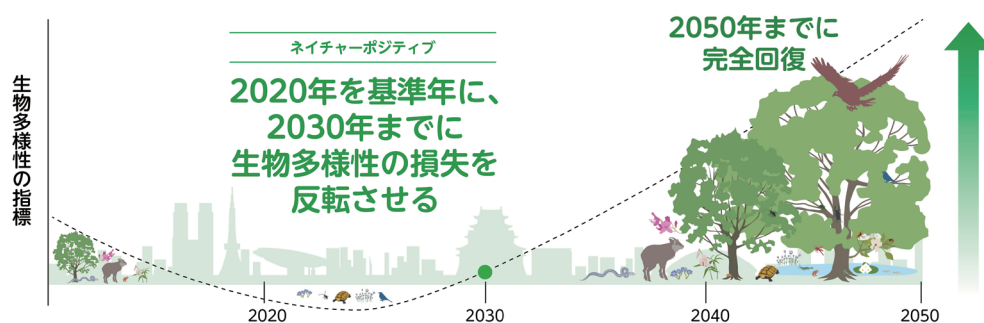 ネイチャーポジティブ
2020年を基準年に、
2030年までに
生物多様性の損失を
反転させる
2050年までに
完全回復
生物多様性の指標
2020
2030
2040
2050